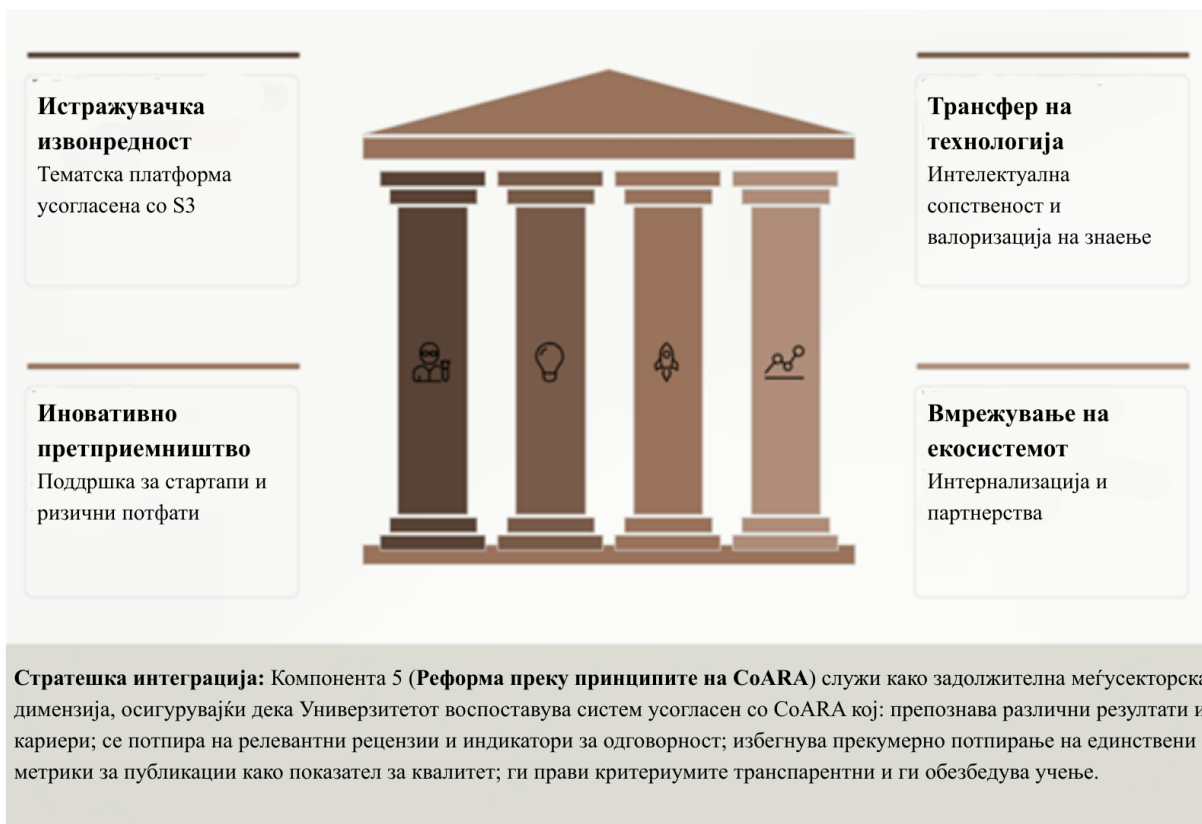 Истражувачка
извонредност
Тематска платформа
усогласена со S3
Трансфер на
технологија
Интелектуална
сопственост и
валоризација на знаење
Иновативно
претприемништво
Поддршка за стартапи и
ризични потфати
Вмрежување на
екосистемот
Интернализација и
партнерства
Стратешка интеграција: Компонента 5 (Реформа преку принципите на CoARA) служи како задолжителна меѓусекторска
димензија, осигурувајќи дека Универзитетот воспоставува систем усогласен со CoARA кој: препознава различни резултати и
кариери; се потпира на релевантни рецензии и индикатори за одговорност; избегнува прекумерно потпирање на единствени
метрики за публикации како показател за квалитет; ги прави критериумите транспарентни и ги обезбедува учење.